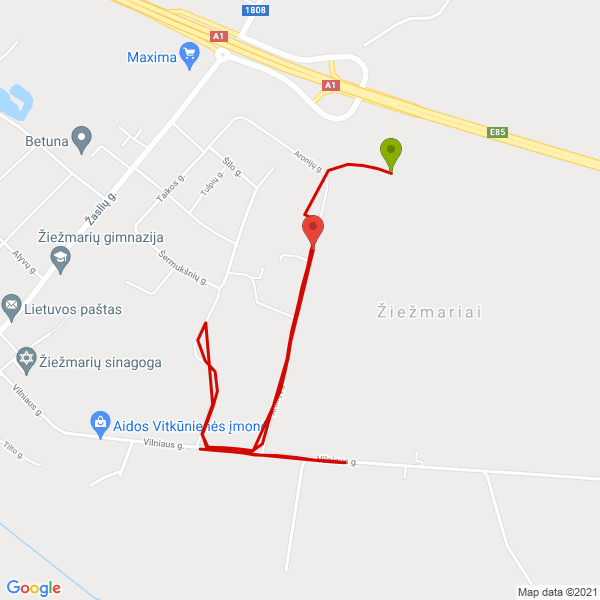 1808
A1
Maxima
A1
E85
Betuna
Aronijų g.
Šilo g.
Taikos g.
Tulpių g.
Žaslių g.
Žiežmarių gimnazija
Alyvų g.
Šermukšnių g.
Lietuvos paštas
Žiežmariai
Žiežmarių sinagoga
Vilniaus g.
Aidos Vitkūnienės įmonė
Vilniaus g.
Vilniaus g.
Tilto g.
Google
Map data ©2021